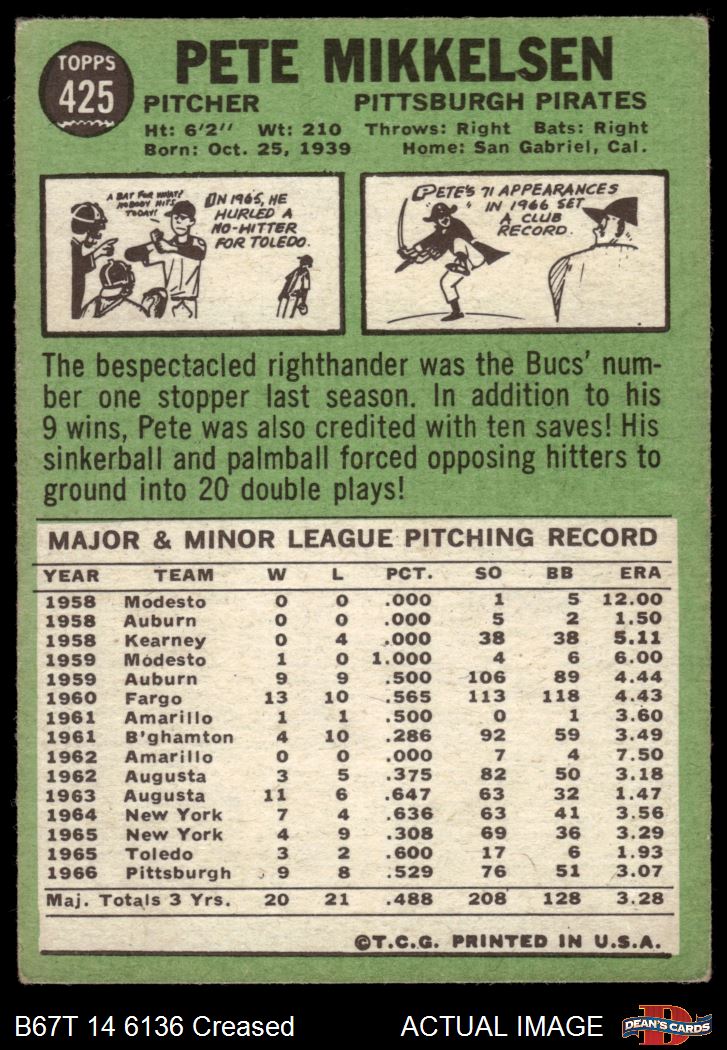 TOPPS
425
PETE MIKKELSEN
PITCHER PITTSBURGH PIRATES
Ht: 6'2" Wt: 210 Throws: Right Bats: Right
Born: Oct. 25, 1939 Home: San Gabriel, Cal.
A BAT FOR WHAT?
NOBODY HITS
TODAY!
IN 1965, HE
HURLED A
NO-HITTER
FOR TOLEDO.
PETE'S 71 APPEARANCES
IN 1966 SET
A CLUB
RECORD.
The bespectacled righthander was the Bucs' num-
ber one stopper last season. In addition to his
9 wins, Pete was also credited with ten saves! His
sinkerball and palmball forced opposing hitters to
ground into 20 double plays!
MAJOR & MINOR LEAGUE PITCHING RECORD
YEAR TEAM W L PCT. SO BB ERA
1958 Modesto 0 0 .000 1 5 12.00
1958 Auburn 0 0 .000 5 2 1.50
1958 Kearney 0 4 .000 38 38 5.11
1959 Modesto 1 0 1.000 4 6 6.00
1959 Auburn 9 9 .500 106 89 4.44
1960 Fargo 13 10 .565 113 118 4.43
1961 Amarillo 1 1 .500 0 1 3.60
1961 B'ghamton 4 10 .286 92 59 3.49
1962 Amarillo 0 0 .000 7 4 7.50
1962 Augusta 3 5 .375 82 50 3.18
1963 Augusta 11 6 .647 63 32 1.47
1964 New York 7 4 .636 63 41 3.56
1965 New York 4 9 .308 69 36 3.29
1965 Toledo 3 2 .600 17 6 1.93
1966 Pittsburgh 9 8 .529 76 51 3.07
Maj. Totals 3 Yrs. 20 21 .488 208 128 3.28
©T.C.G. PRINTED IN U.S.A.
B67T 14 6136 Creased ACTUAL IMAGE
DEAN'S CARDS